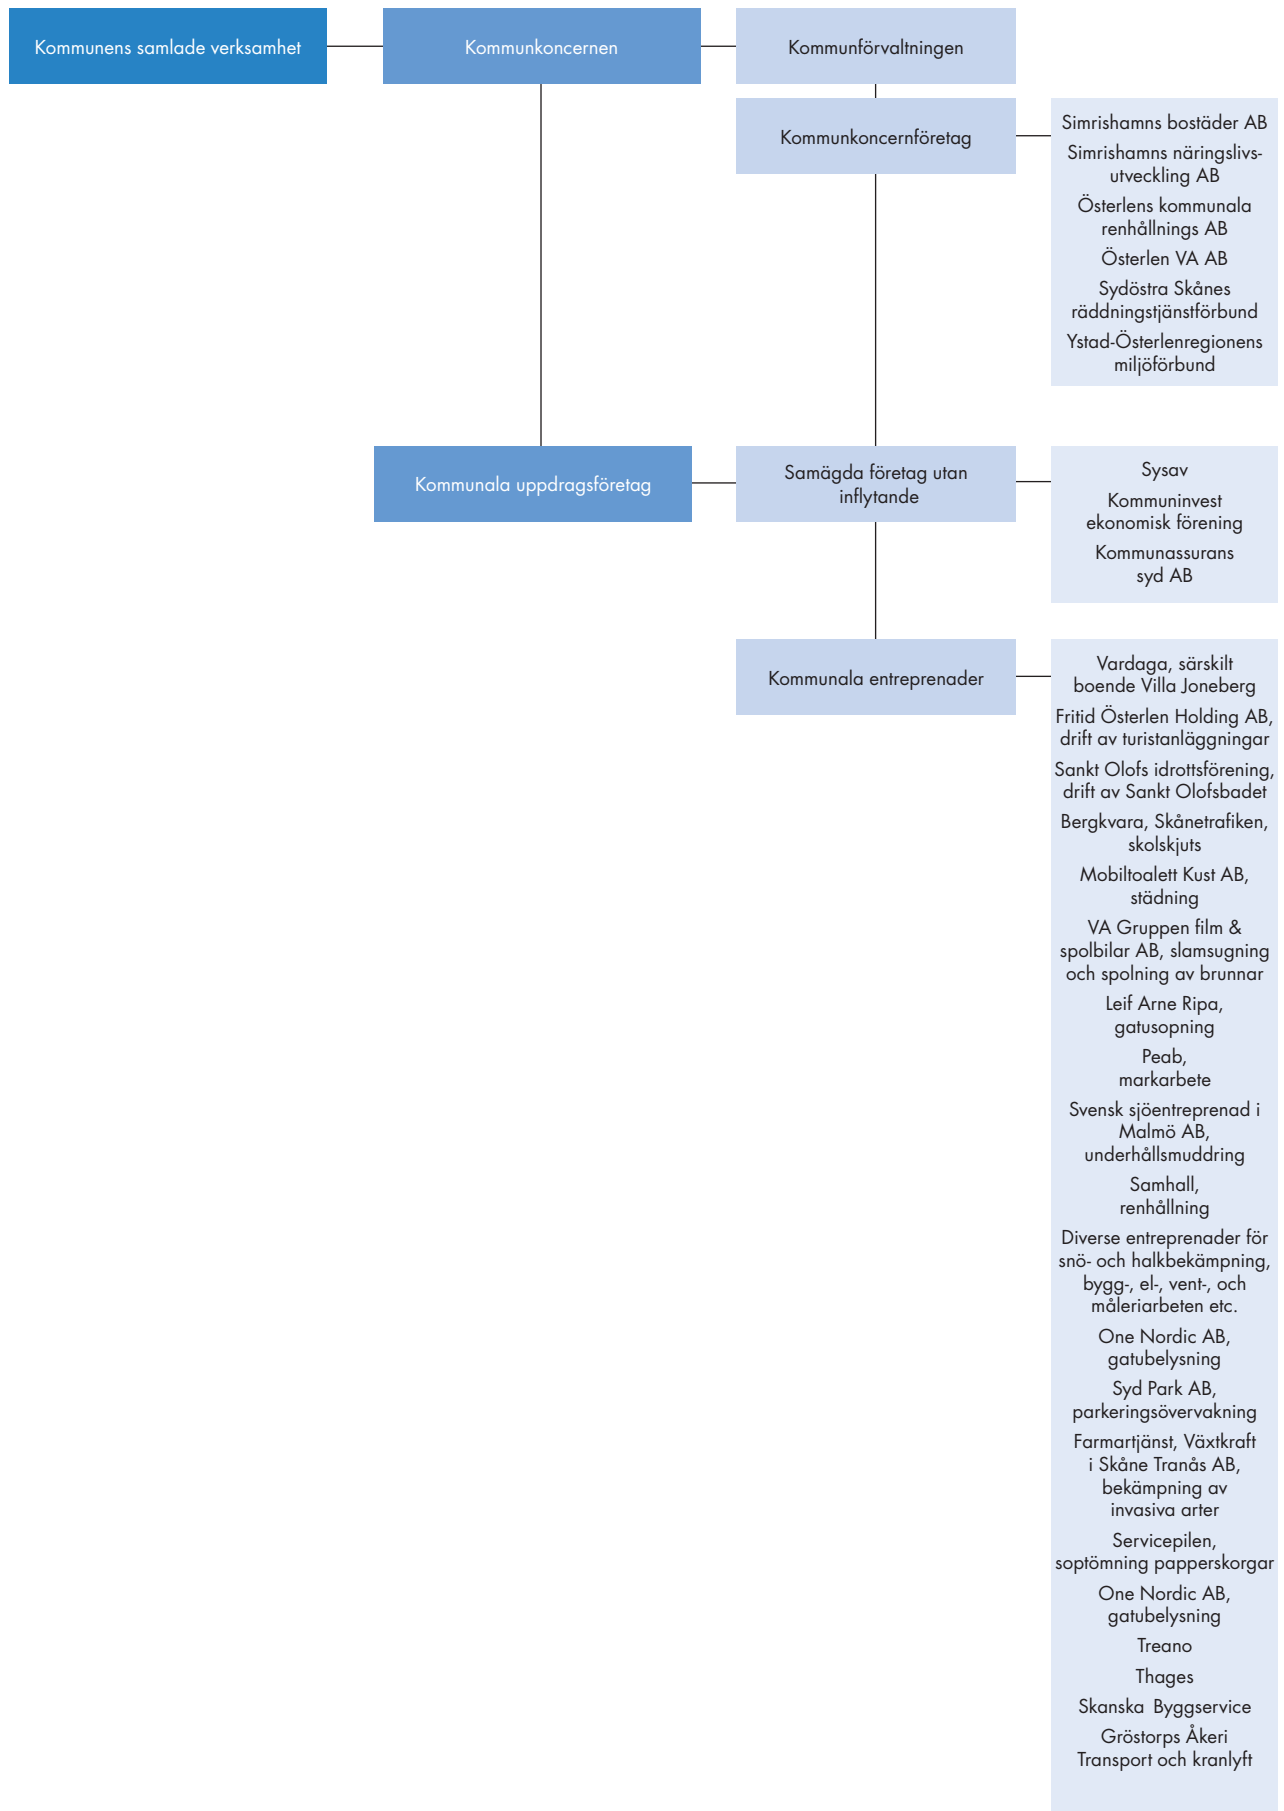 Kommunens samlade verksamhet
Kommunkoncernen
Kommunförvaltningen
Kommunkoncernföretag
Simrishamns bostäder AB
Simrishamns näringslivs-
utveckling AB
Österlens kommunala
renhållnings AB
Österlen VA AB
Sydöstra Skånes
räddningstjänstförbund
Ystad-Österlenregionens
miljöförbund
Kommunala uppdragsföretag
Samägda företag utan
inflytande
Sysav
Kommuninvest
ekonomisk förening
Kommunassurans
syd AB
Kommunala entreprenader
Vardaga, särskilt
boende Villa Joneberg
Fritid Österlen Holding AB,
drift av turistanläggningar
Sankt Olofs idrottsförening,
drift av Sankt Olofsbadet
Bergkvara, Skånetrafiken,
skolskjuts
Mobiltoalett Kust AB,
städning
VA Gruppen film &
spolbilar AB, slamsugning
och spolning av brunnar
Leif Arne Ripa,
gatusopning
Peab,
markarbete
Svensk sjöentreprenad i
Malmö AB,
underhållsmuddring
Samhall,
renhållning
Diverse entreprenader för
snö- och halkbekämpning,
bygg-, el-, vent-, och
måleriarbeten etc.
One Nordic AB,
gatubelysning
Syd Park AB,
parkeringsövervakning
Farmartjänst, Växtkraft
i Skåne Tranås AB,
bekämpning av
invasiva arter
Servicepilen,
soptömning papperskorgar
One Nordic AB,
gatubelysning
Treano
Thages
Skanska Byggservice
Gröstorps Åkeri
Transport och kranlyft